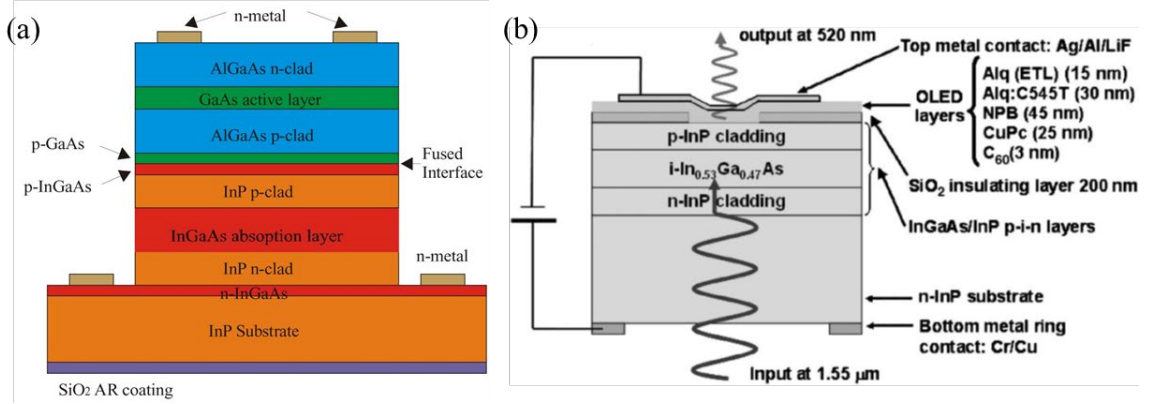 (a)
n-metal
AlGaAs n-clad
GaAs active layer
AlGaAs p-clad
p-GaAs
Fused
Interface
p-InGaAs
InP p-clad
InGaAs absoption layer
n-metal
InP n-clad
n-InGaAs
InP Substrate
SiO2 AR coating
(b)
output at 520 nm
Top metal contact: Ag/Al/LiF
OLED
layers
Alq (ETL) (15 nm)
Alq:C545T (30 nm)
NPB (45 nm)
CuPc (25 nm)
C60(3 nm)
SiO2 insulating layer 200 nm
p-InP cladding
i-In0.53Ga0.47As
n-InP cladding
InGaAs/InP p-i-n layers
n-InP substrate
Bottom metal ring
contact: Cr/Cu
Input at 1.55 μm